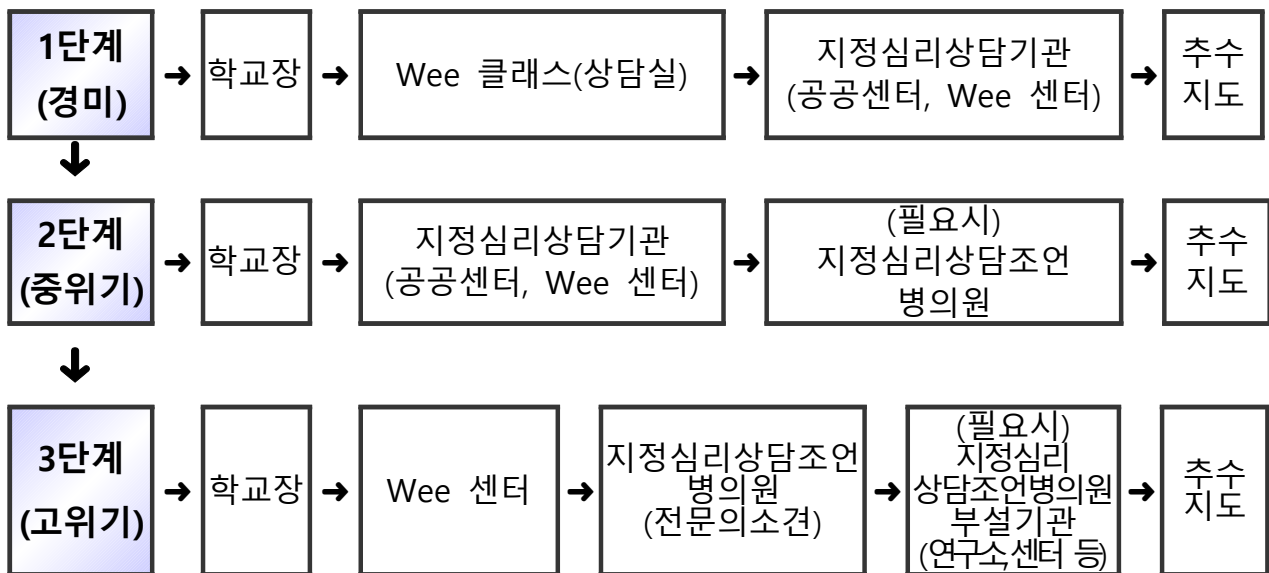 1단계
(경미)
➜
학교장
➜
Wee 클래스(상담실)
➜
지정심리상담기관
(공공센터, Wee 센터)
➜
추수
지도
2단계
(중위기)
➜
학교장
➜
지정심리상담기관
(공공센터, Wee 센터)
➜
(필요시)
지정심리상담조언
병의원
➜
추수
지도
3단계
(고위기)
➜
학교장
➜
Wee 센터
➜
지정심리상담조언
병의원
(전문의소견)
➜
(필요시)
지정심리
상담조언병의원
부설기관
(연구소,센터 등)
➜
추수
지도